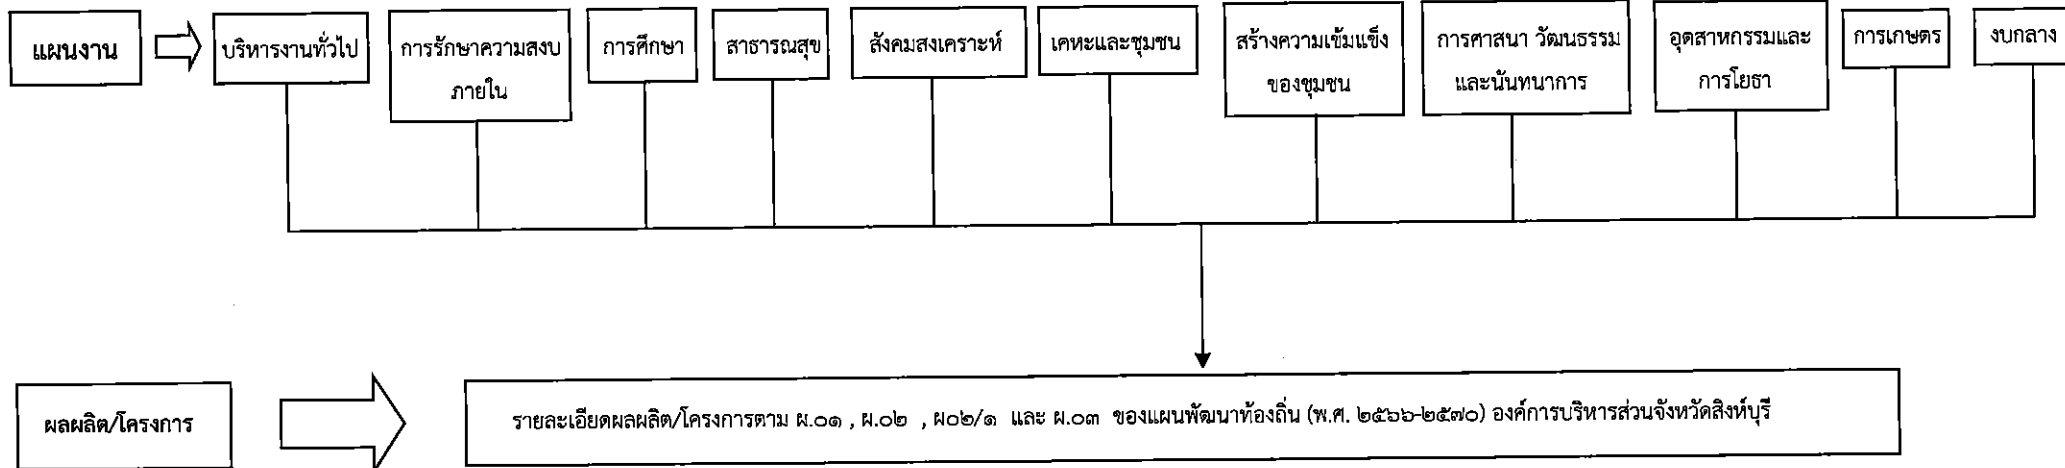 แผนงาน
บริหารงานทั่วไป
การรักษาความสงบ
ภายใน
การศึกษา
สาธารณสุข
สังคมสงเคราะห์
เคหะและชุมชน
สร้างความเข้มแข็ง
ของชุมชน
การศาสนา วัฒนธรรม
และนันทนาการ
อุตสาหกรรมและ
การโยธา
การเกษตร
งบกลาง
ผลผลิต/โครงการ
รายละเอียดผลผลิต/โครงการตาม ผ.๐๑ , ผ.๐๒ , ผ๐๒/๑ และ ผ.๐๓ ของแผนพัฒนาท้องถิ่น (พ.ศ. ๒๕๖๖-๒๕๗๐) องค์การบริหารส่วนจังหวัดสิงห์บุรี